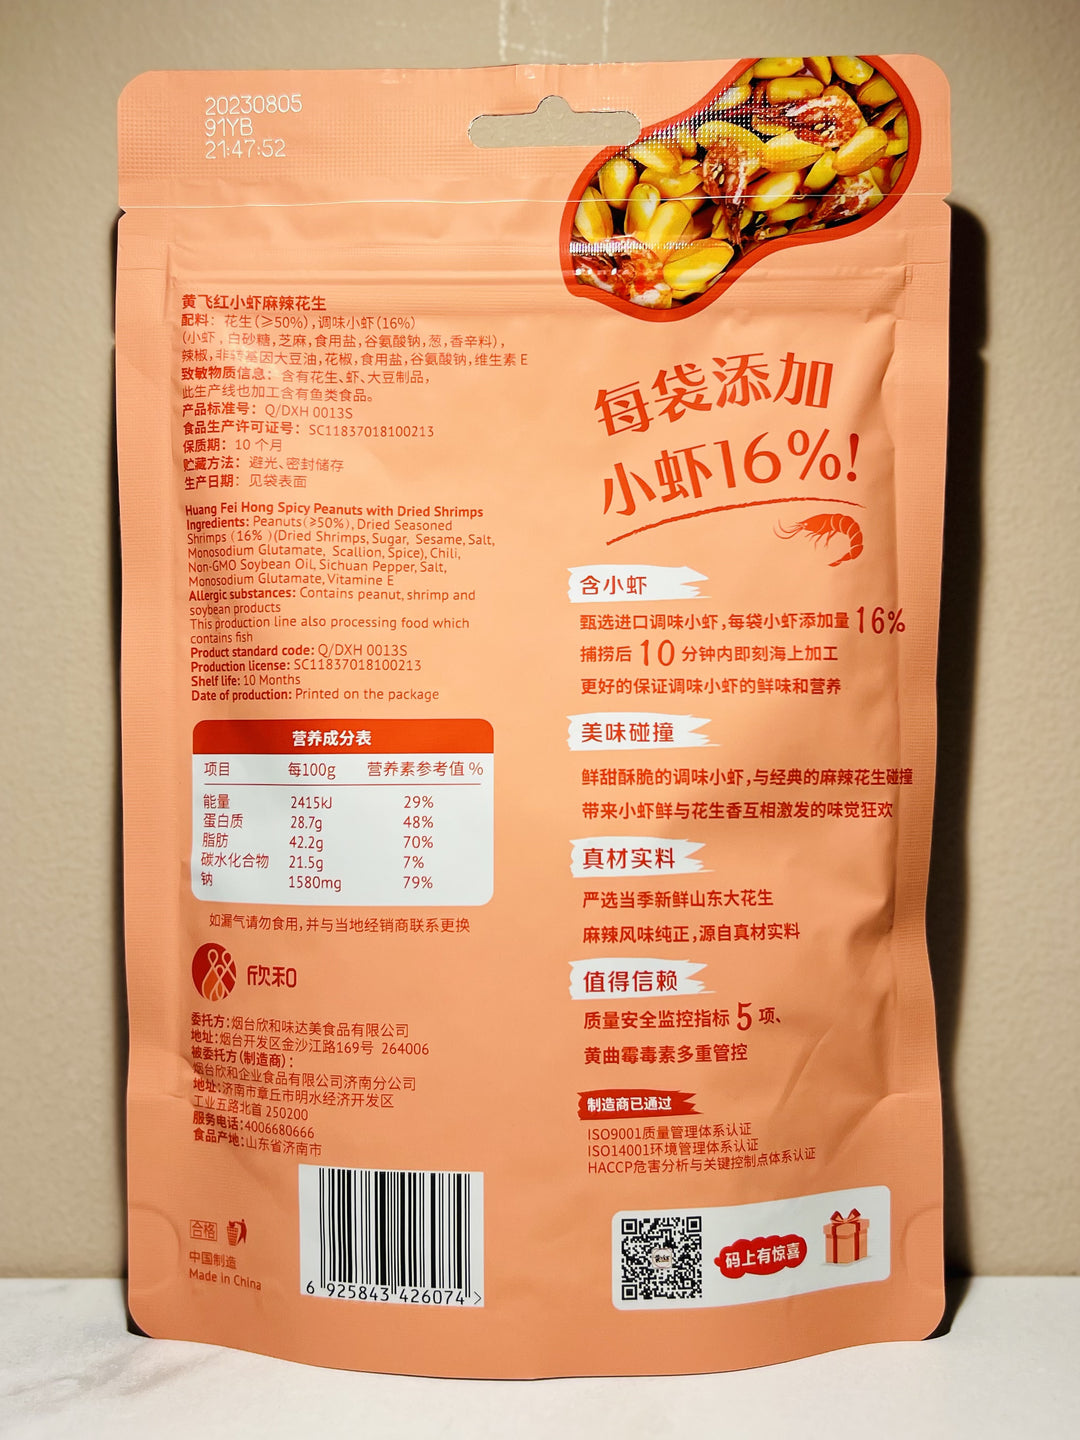 20230805
91YB
21:47:52
黄飞红小虾麻辣花生
配料：花生(≥50%),调味小虾(16%)
(小虾,白砂糖,芝麻,食用盐,谷氨酸钠,葱,香辛料),
辣椒,非转基因大豆油,花椒,食用盐,谷氨酸钠,维生素E
致敏物质信息：含有花生、虾、大豆制品,
此生产线也加工含有鱼类食品。
产品标准号：Q/DXH 0013S
食品生产许可证号：SC11837018100213
保质期：10个月
贮藏方法：避光、密封储存
生产日期：见袋表面
Huang Fei Hong Spicy Peanuts with Dried Shrimps
Ingredients: Peanuts(≥50%), Dried Seasoned
Shrimps (16% )(Dried Shrimps, Sugar, Sesame, Salt,
Monosodium Glutamate, Scallion, Spice), Chili,
Non-GMO Soybean Oil, Sichuan Pepper, Salt,
Monosodium Glutamate, Vitamine E
Allergic substances: Contains peanut, shrimp and
soybean products
This production line also processing food which
contains fish
Product standard code: Q/DXH 0013S
Production license: SC11837018100213
Shelf life: 10 Months
Date of production: Printed on the package
营养成分表
项目 每100g 营养素参考值 %
能量 2415kJ 29%
蛋白质 28.7g 48%
脂肪 42.2g 70%
碳水化合物 21.5g 7%
钠 1580mg 79%
如漏气请勿食用,并与当地经销商联系更换
欣和
委托方：烟台欣和味达美食品有限公司
地址：烟台开发区金沙江路169号 264006
被委托方(制造商)：
烟台欣和企业食品有限公司济南分公司
地址：济南市章丘市明水经济开发区
工业五路北首 250200
服务电话：4006680666
食品产地：山东省济南市
合格
中国制造
Made in China
6 925843 426074 >
每袋添加
小虾16%!
含小虾
甄选进口调味小虾,每袋小虾添加量16%
捕捞后10分钟内即刻海上加工
更好的保证调味小虾的鲜味和营养
美味碰撞
鲜甜酥脆的调味小虾,与经典的麻辣花生碰撞
带来小虾鲜与花生香互相激发的味觉狂欢
真材实料
严选当季新鲜山东大花生
麻辣风味纯正,源自真材实料
值得信赖
质量安全监控指标5项、
黄曲霉毒素多重管控
制造商已通过
ISO9001质量管理体系认证
ISO14001环境管理体系认证
HACCP危害分析与关键控制点体系认证
码上有惊喜